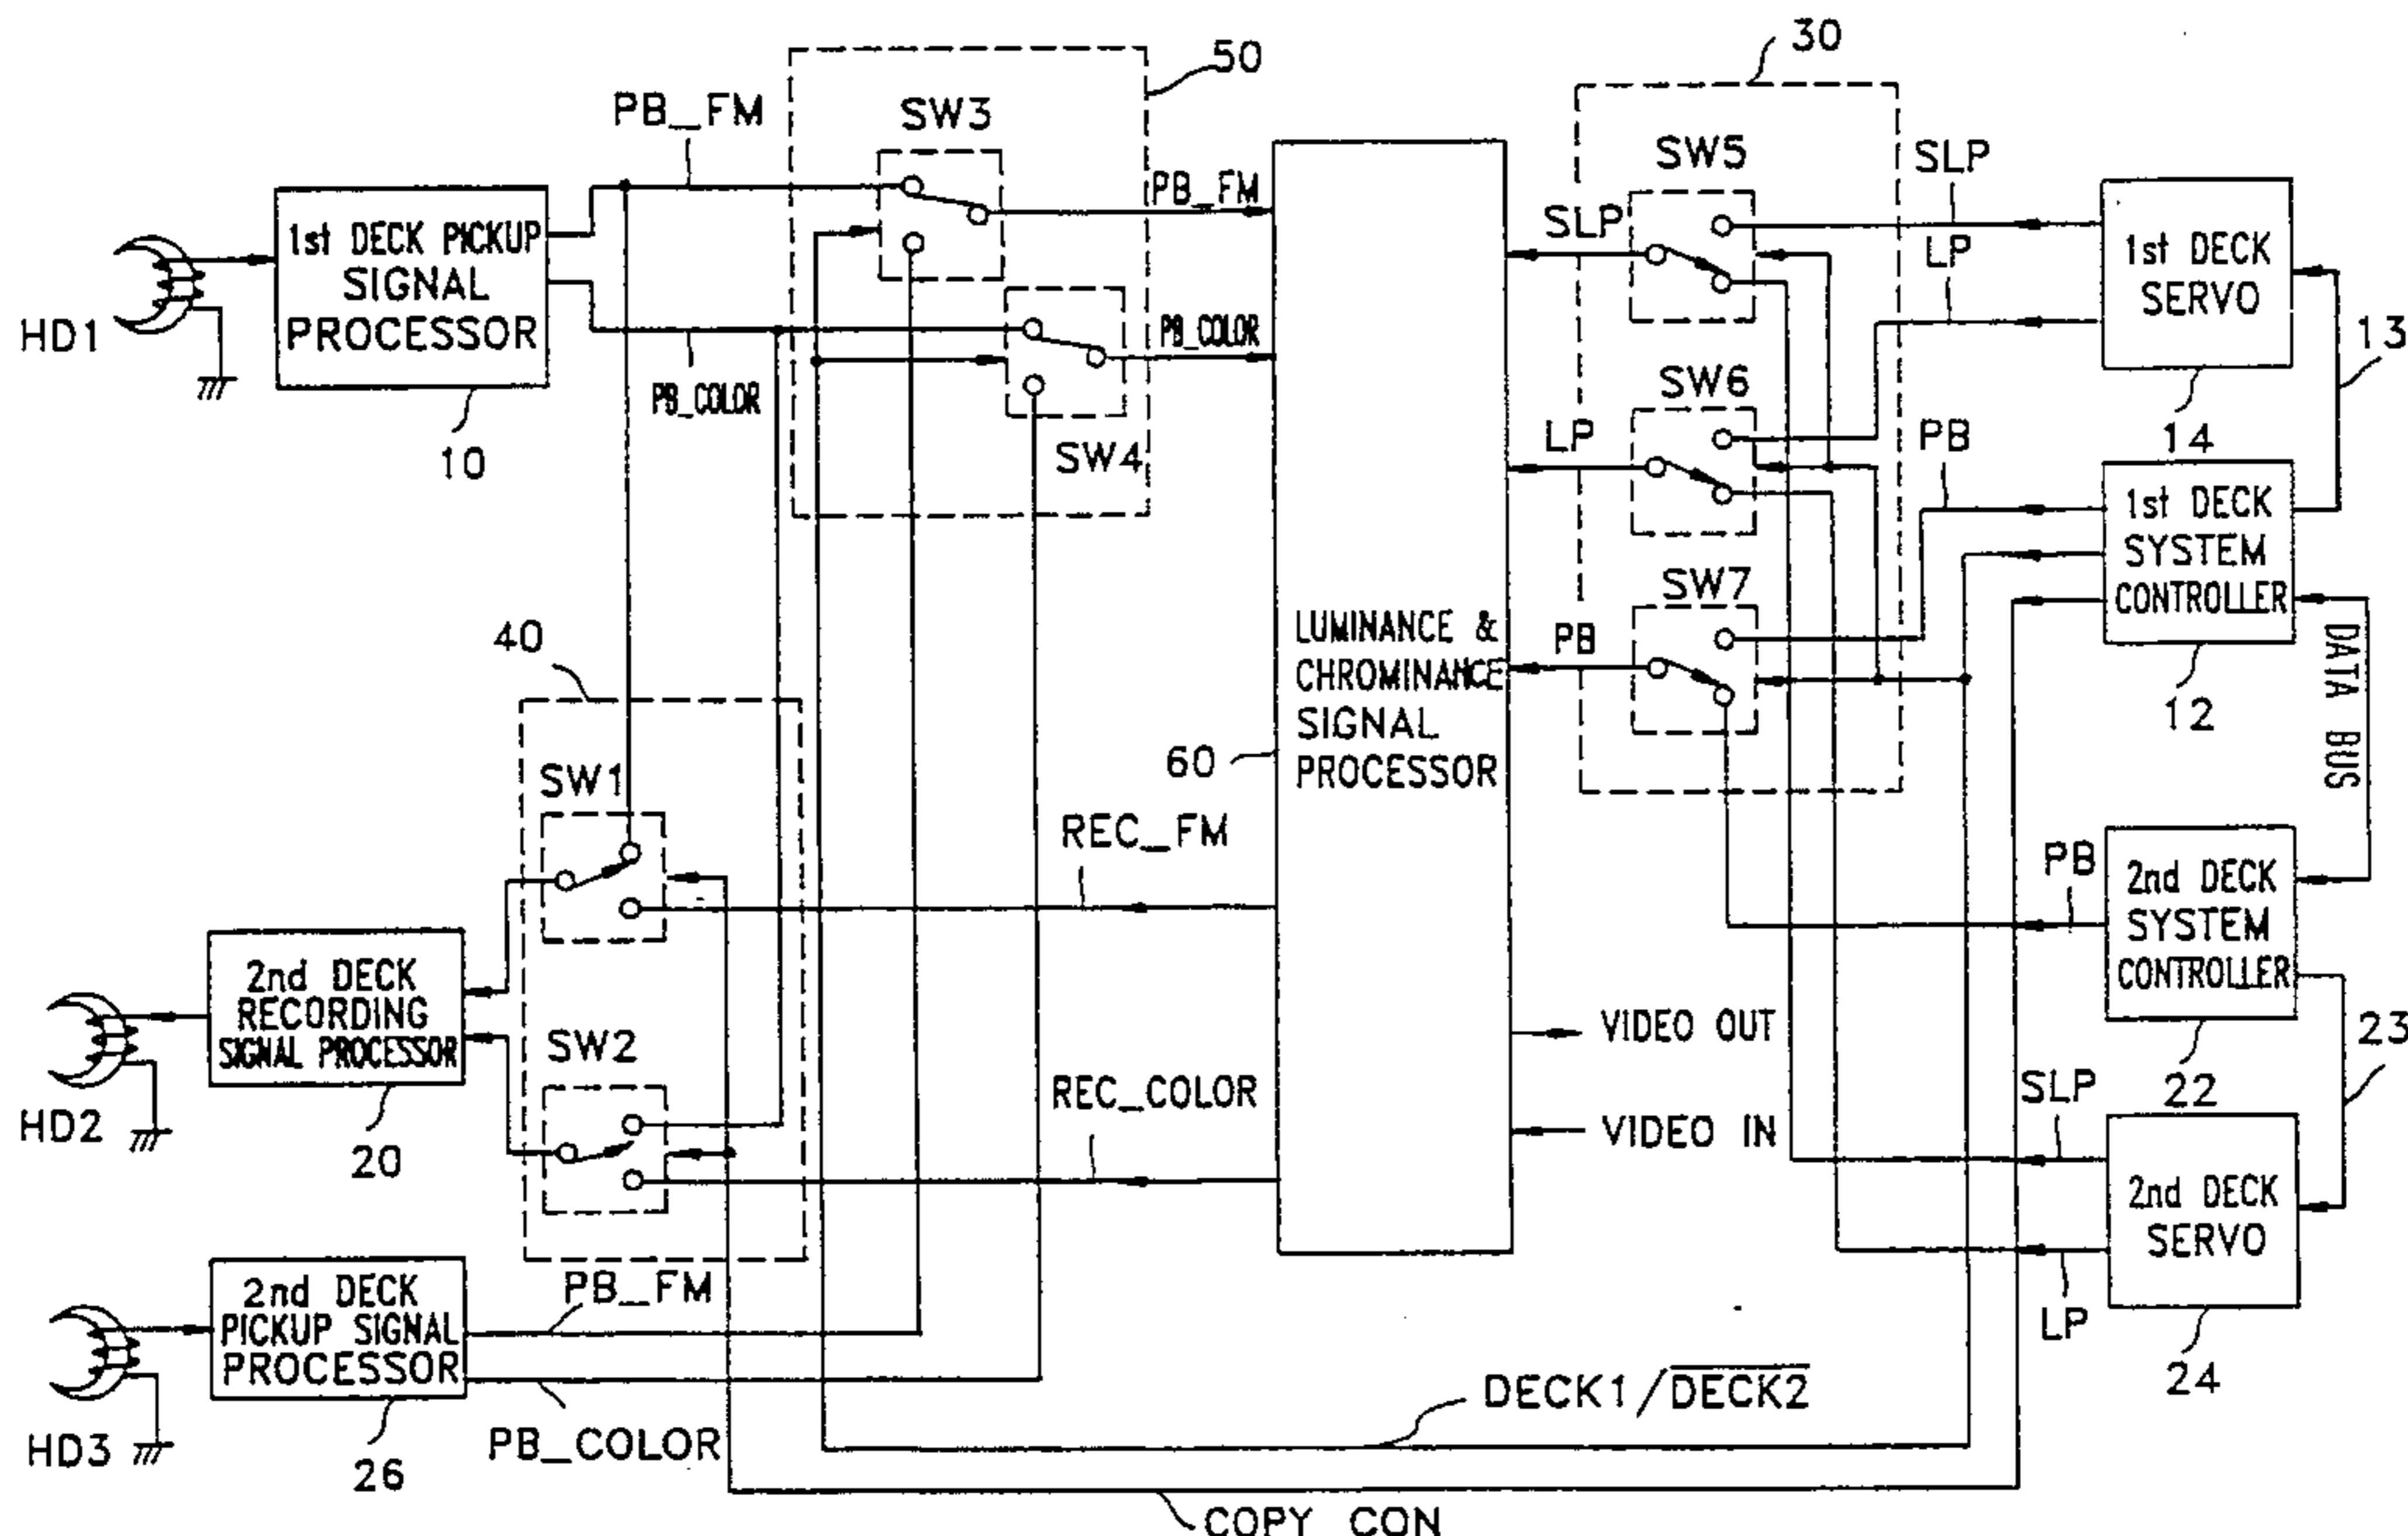 30
50
PB_FM
SW3
SW5
SLP
PB_FM
SLP
LP
1st DECK PICKUP
SIGNAL
PROCESSOR
1st DECK
SERVO
HD1
13
PB_COLOR
PB_COLOR
SW6
10
SW4
LP
PB
14
1st DECK
SYSTEM
CONTROLLER
SW7
40
LUMINANCE &
CHROMINANCE
SIGNAL
PROCESSOR
PB
DATA BUS
12
60
SW1
REC_FM
PB
2nd DECK
SYSTEM
CONTROLLER
2nd DECK
RECORDING
SIGNAL PROCESSOR
VIDEO OUT
23
SW2
REC_COLOR
SLP
22
HD2
20
VIDEO IN
2nd DECK
SERVO
2nd DECK
PICKUP SIGNAL
PROCESSOR
PB_FM
LP
24
DECK1/DECK2
HD3
26
PB_COLOR
COPY CON